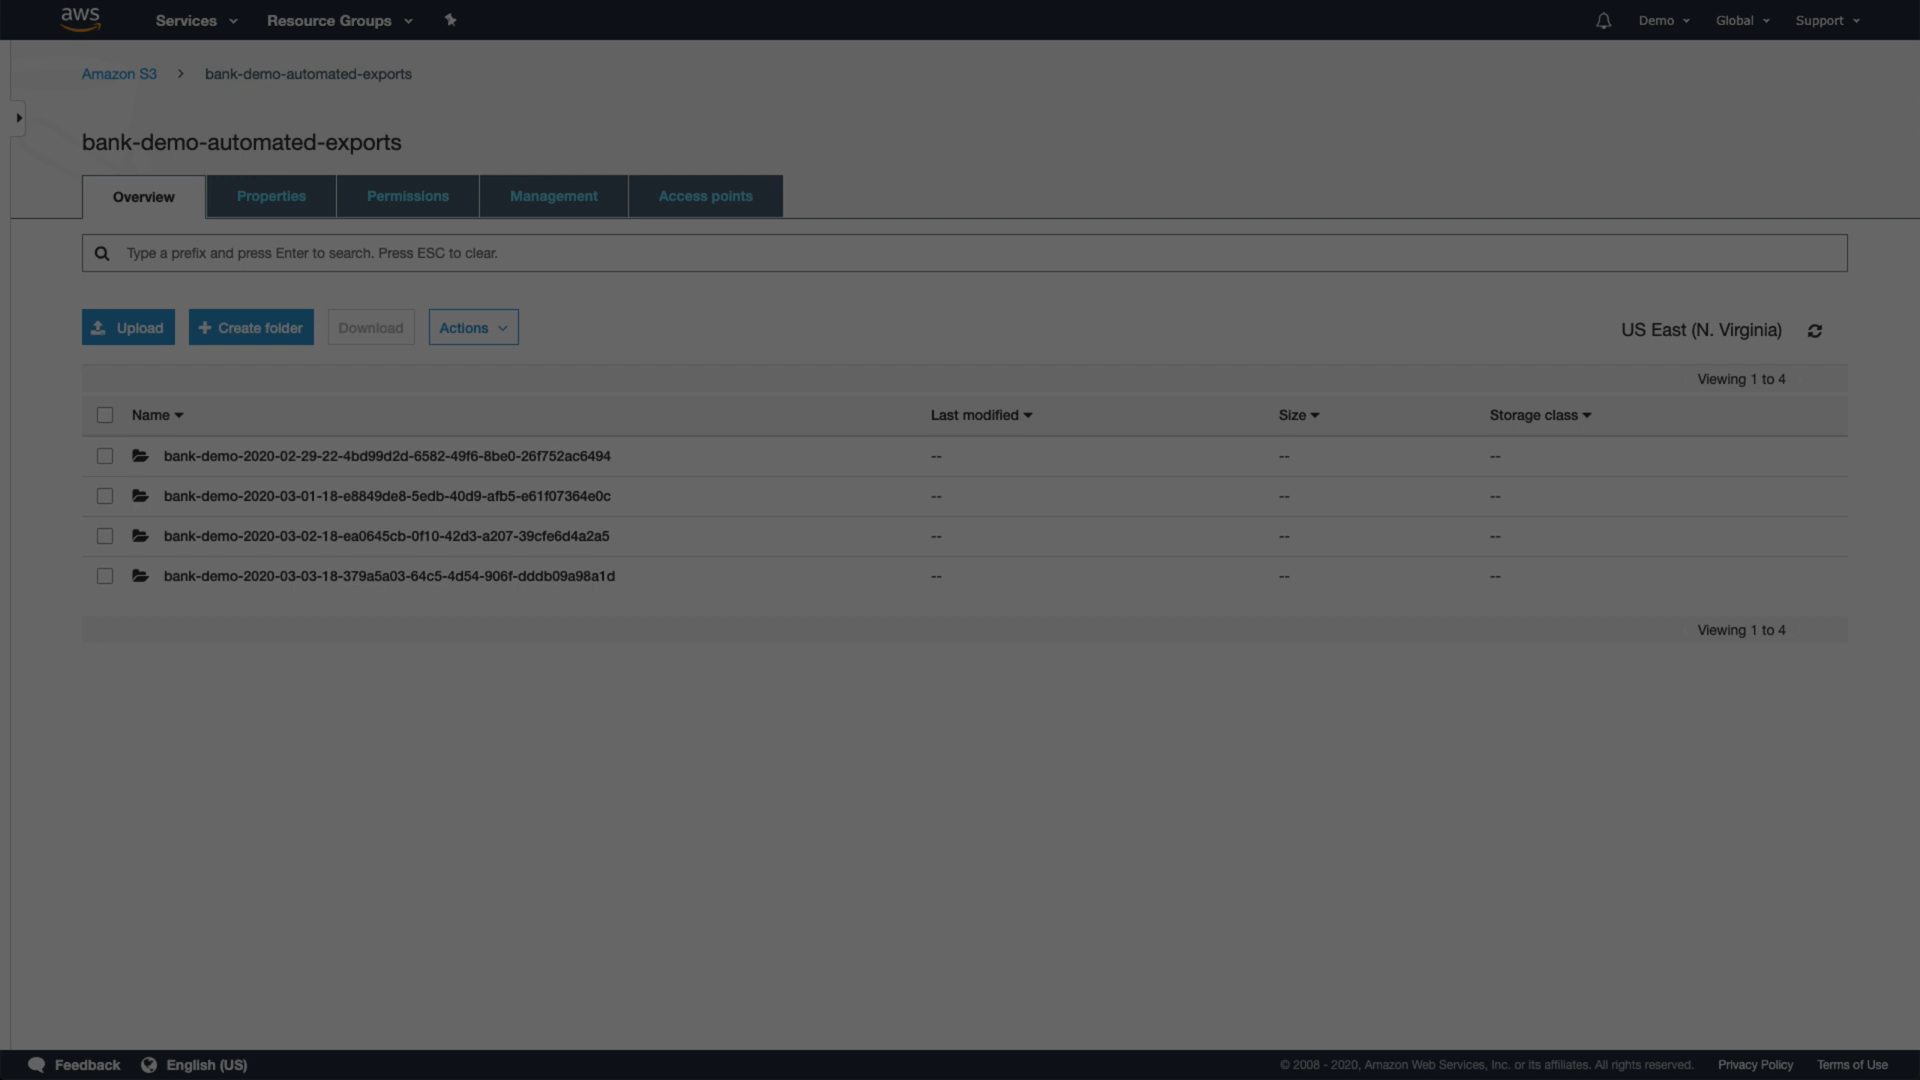 aws Services Resource Groups Demo Global Support
Amazon S3 > bank-demo-automated-exports
bank-demo-automated-exports
Overview Properties Permissions Management Access points
Type a prefix and press Enter to search. Press ESC to clear.
Upload Create folder Download Actions US East (N. Virginia)
Viewing 1 to 4
Name Last modified Size Storage class
bank-demo-2020-02-29-22-4bd99d2d-6582-49f6-8be0-26f752ac6494 -- -- --
bank-demo-2020-03-01-18-e8849de8-5edb-40d9-afb5-e61f07364e0c -- -- --
bank-demo-2020-03-02-18-ea0645cb-0f10-42d3-a207-39cfe6d4a2a5 -- -- --
bank-demo-2020-03-03-18-379a5a03-64c5-4d54-906f-dddb09a98a1d -- -- --
Viewing 1 to 4
Feedback English (US) © 2008 - 2020, Amazon Web Services, Inc. or its affiliates. All rights reserved. Privacy Policy Terms of Use